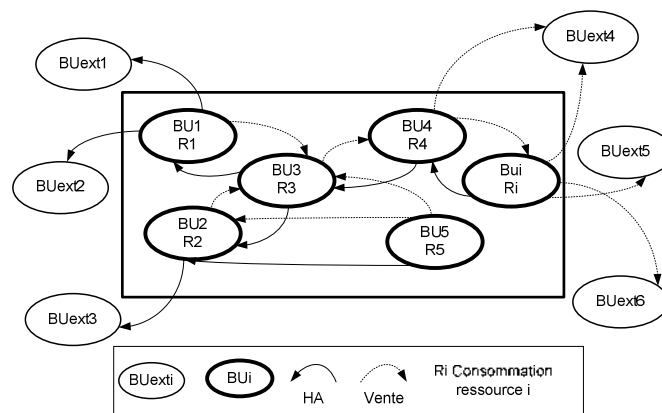 BUext4
BUext1
BU1
R1
BU4
R4
BUext5
BU3
R3
Bui
Ri
BUext2
BU2
R2
BU5
R5
BUext6
BUext3
BUexti
BUi
HA
Vente
Ri Consommation
ressource i